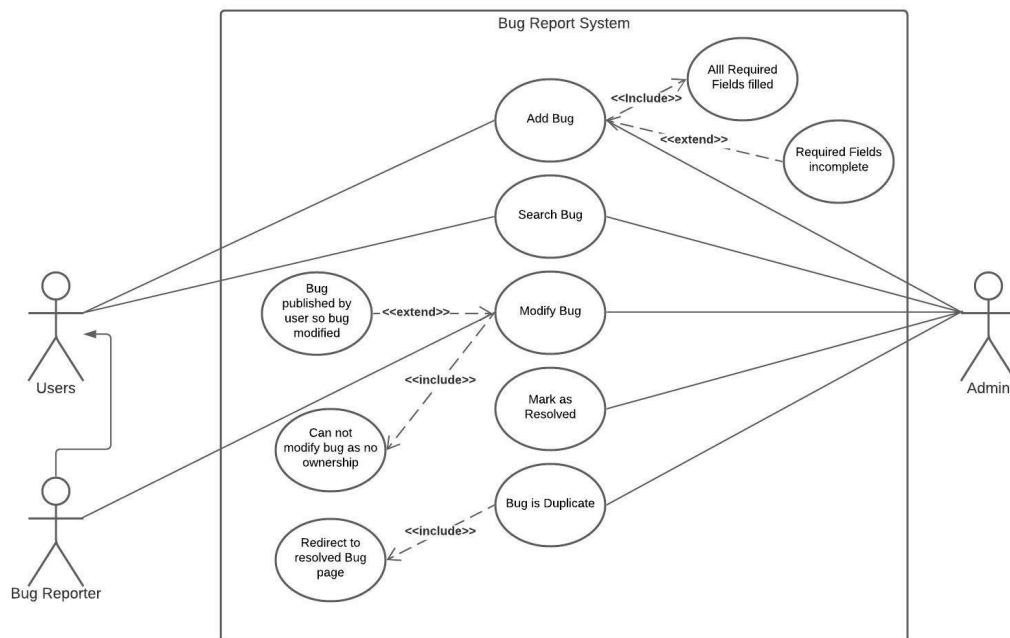 Bug Report System
Alll Required
Fields filled
<<Include>>
Add Bug
<<extend>>
Required Fields
incomplete
Search Bug
Bug
published by
user so bug
modified
<<extend>>
Modify Bug
Users
Admin
<<include>>
Mark as
Resolved
Can not
modify bug as no
ownership
Bug is Duplicate
<<include>>
Redirect to
resolved Bug
page
Bug Reporter